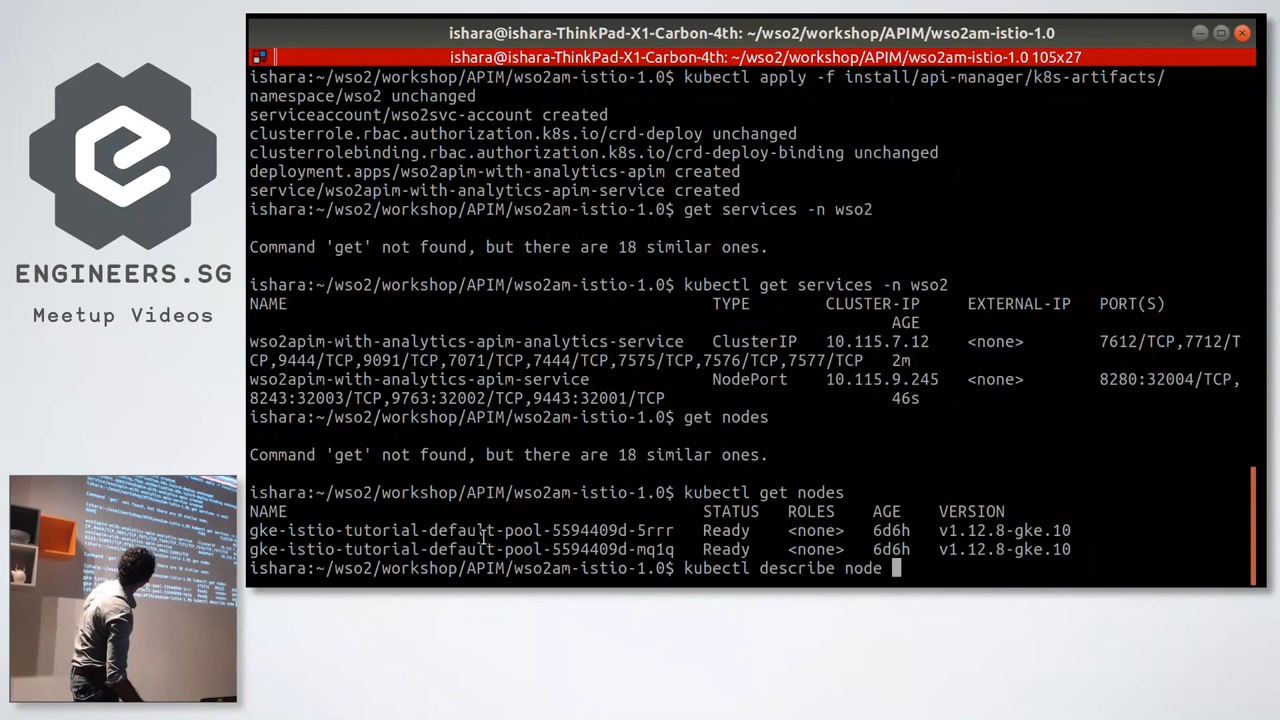 ishara@ishara-ThinkPad-X1-Carbon-4th: ~/wso2/workshop/APIM/wso2am-istio-1.0
ishara@ishara-ThinkPad-X1-Carbon-4th: ~/wso2/workshop/APIM/wso2am-istio-1.0 105x27
ishara:~/wso2/workshop/APIM/wso2am-istio-1.0$ kubectl apply -f install/api-manager/k8s-artifacts/
namespace/wso2 unchanged
serviceaccount/wso2svc-account created
clusterrole.rbac.authorization.k8s.io/crd-deploy unchanged
clusterrolebinding.rbac.authorization.k8s.io/crd-deploy-binding unchanged
deployment.apps/wso2apim-with-analytics-apim created
service/wso2apim-with-analytics-apim-service created
ishara:~/wso2/workshop/APIM/wso2am-istio-1.0$ get services -n wso2
Command 'get' not found, but there are 18 similar ones.
ishara:~/wso2/workshop/APIM/wso2am-istio-1.0$ kubectl get services -n wso2
NAME TYPE CLUSTER-IP EXTERNAL-IP PORT(S)
AGE
wso2apim-with-analytics-apim-analytics-service ClusterIP 10.115.7.12 <none> 7612/TCP,7712/T
CP,9444/TCP,9091/TCP,7071/TCP,7444/TCP,7575/TCP,7576/TCP,7577/TCP 2m
wso2apim-with-analytics-apim-service NodePort 10.115.9.245 <none> 8280:32004/TCP,
8243:32003/TCP,9763:32002/TCP,9443:32001/TCP 46s
ishara:~/wso2/workshop/APIM/wso2am-istio-1.0$ get nodes
Command 'get' not found, but there are 18 similar ones.
ishara:~/wso2/workshop/APIM/wso2am-istio-1.0$ kubectl get nodes
NAME STATUS ROLES AGE VERSION
gke-istio-tutorial-default-pool-5594409d-5rrr Ready <none> 6d6h v1.12.8-gke.10
gke-istio-tutorial-default-pool-5594409d-mq1q Ready <none> 6d6h v1.12.8-gke.10
ishara:~/wso2/workshop/APIM/wso2am-istio-1.0$ kubectl describe node
ENGINEERS.SG
Meetup Videos